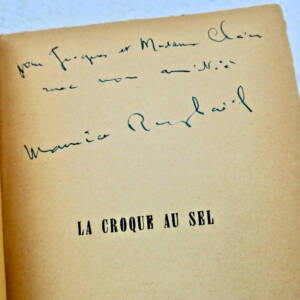 pour Jacques et Madame
avec mon amitié
Maurice Raphaël
LA CROQUE AU SEL